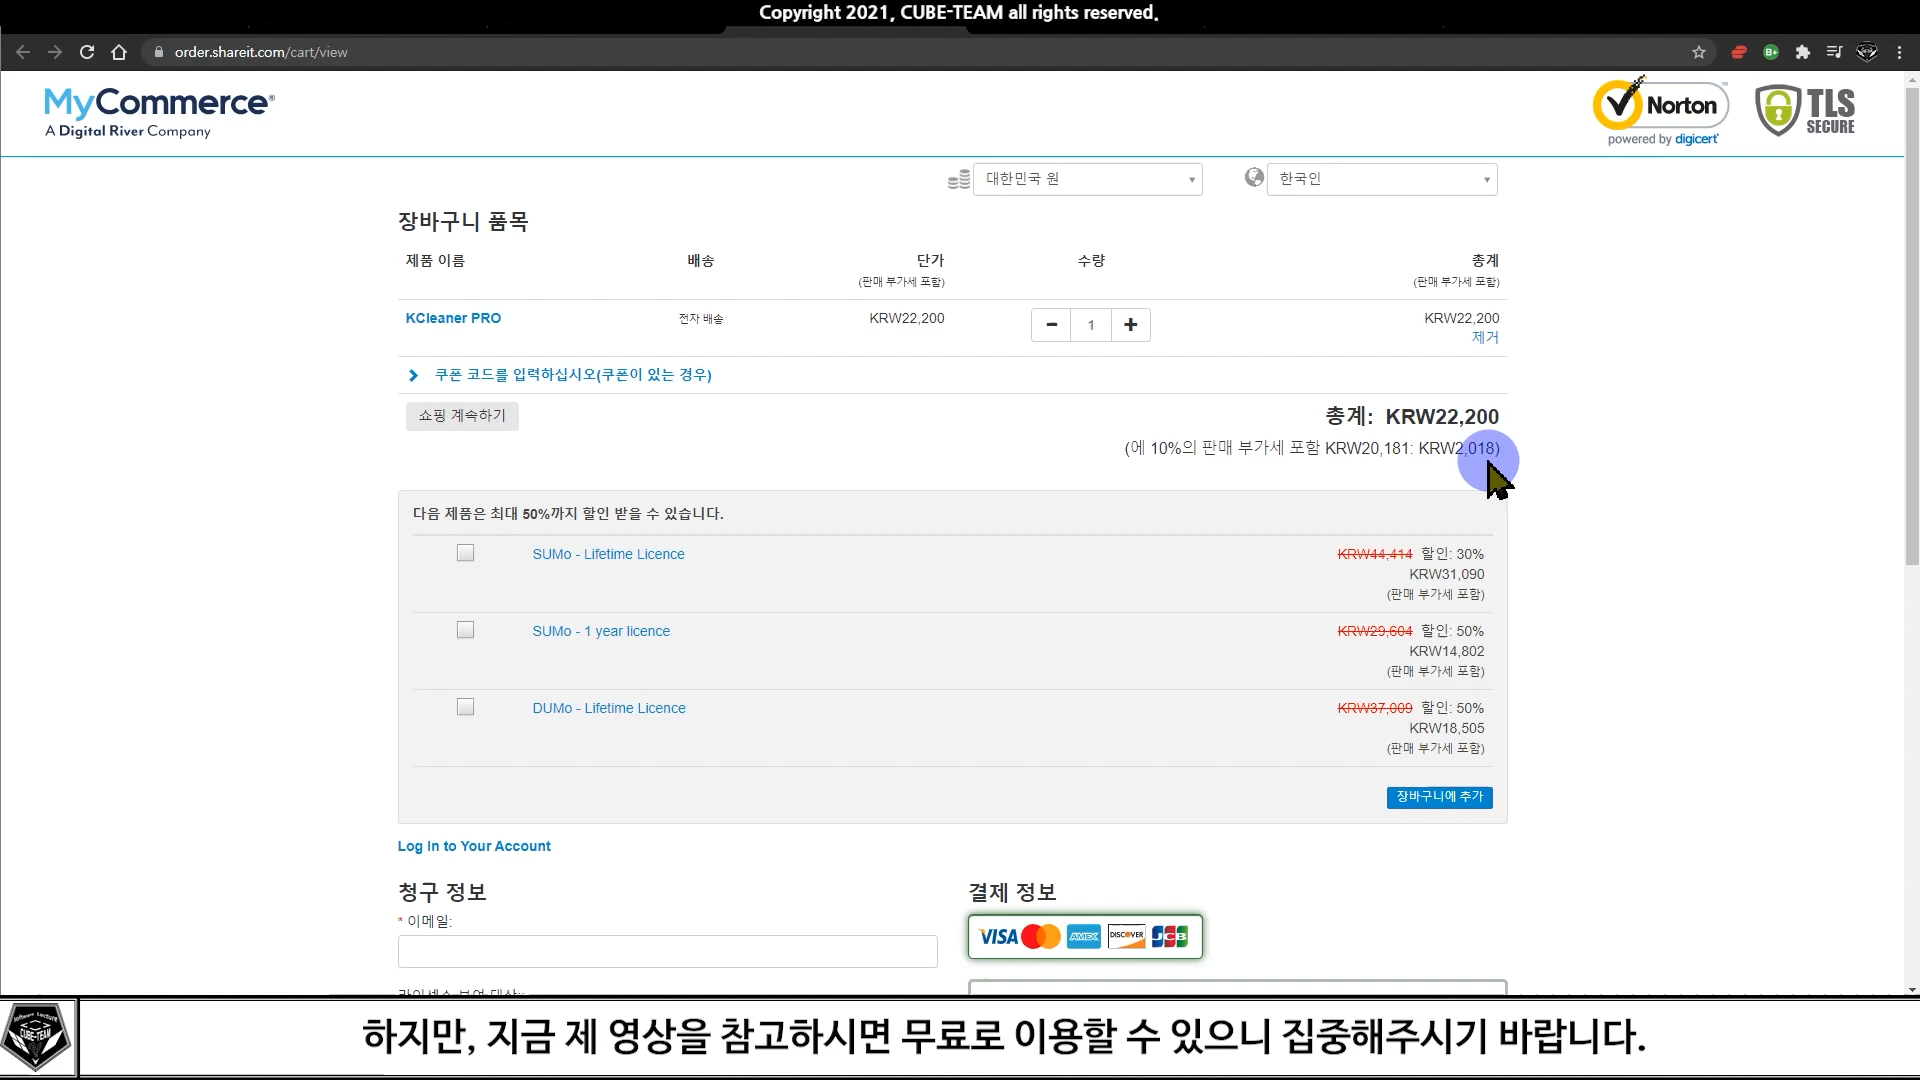 Copyright 2021, CUBE-TEAM all rights reserved.
order.shareit.com/cart/view
MyCommerce®
A Digital River Company
Norton
powered by digicert
TLS
SECURE
대한민국 원
한국인
장바구니 품목
제품 이름 배송 단가 수량 총계
(판매 부가세 포함) (판매 부가세 포함)
KCleaner PRO 전자 배송 KRW22,200 1 KRW22,200
제거
쿠폰 코드를 입력하십시오(쿠폰이 있는 경우)
쇼핑 계속하기 총계: KRW22,200
(에 10%의 판매 부가세 포함 KRW20,181: KRW2,018)
다음 제품은 최대 50%까지 할인 받을 수 있습니다.
SUMo - Lifetime Licence KRW44,414 할인: 30%
KRW31,090
(판매 부가세 포함)
SUMo - 1 year licence KRW29,604 할인: 50%
KRW14,802
(판매 부가세 포함)
DUMo - Lifetime Licence KRW37,009 할인: 50%
KRW18,505
(판매 부가세 포함)
장바구니에 추가
Log In to Your Account
청구 정보
* 이메일:
결제 정보
VISA AMEX DISCOVER JCB
하지만, 지금 제 영상을 참고하시면 무료로 이용할 수 있으니 집중해주시기 바랍니다.
Software Lecture
CUBE-TEAM